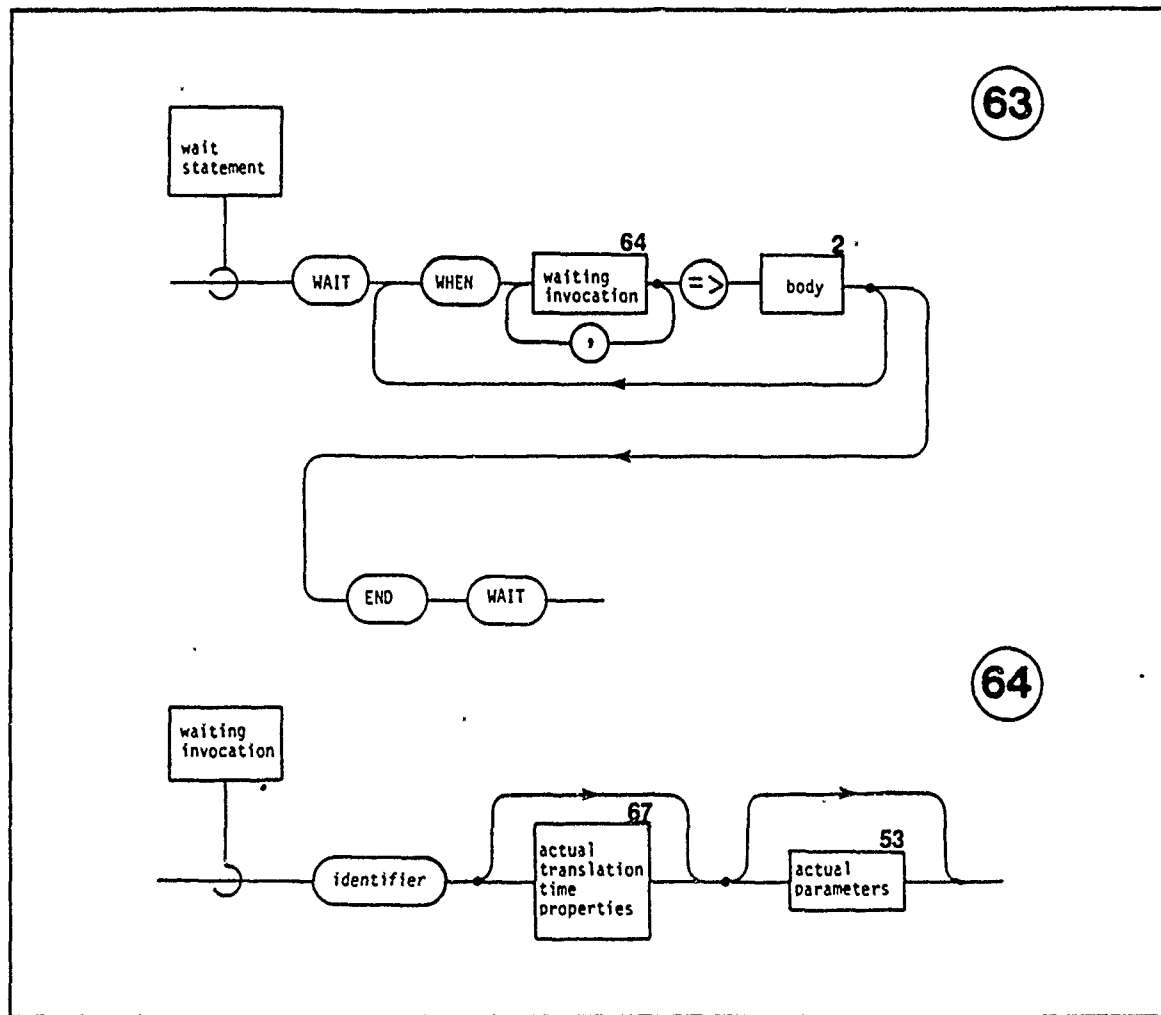 63
wait
statement
WAIT
WHEN
64
waiting
invocation
,
=>
2
body
END
WAIT
64
waiting
invocation
identifier
67
actual
translation
time
properties
53
actual
parameters